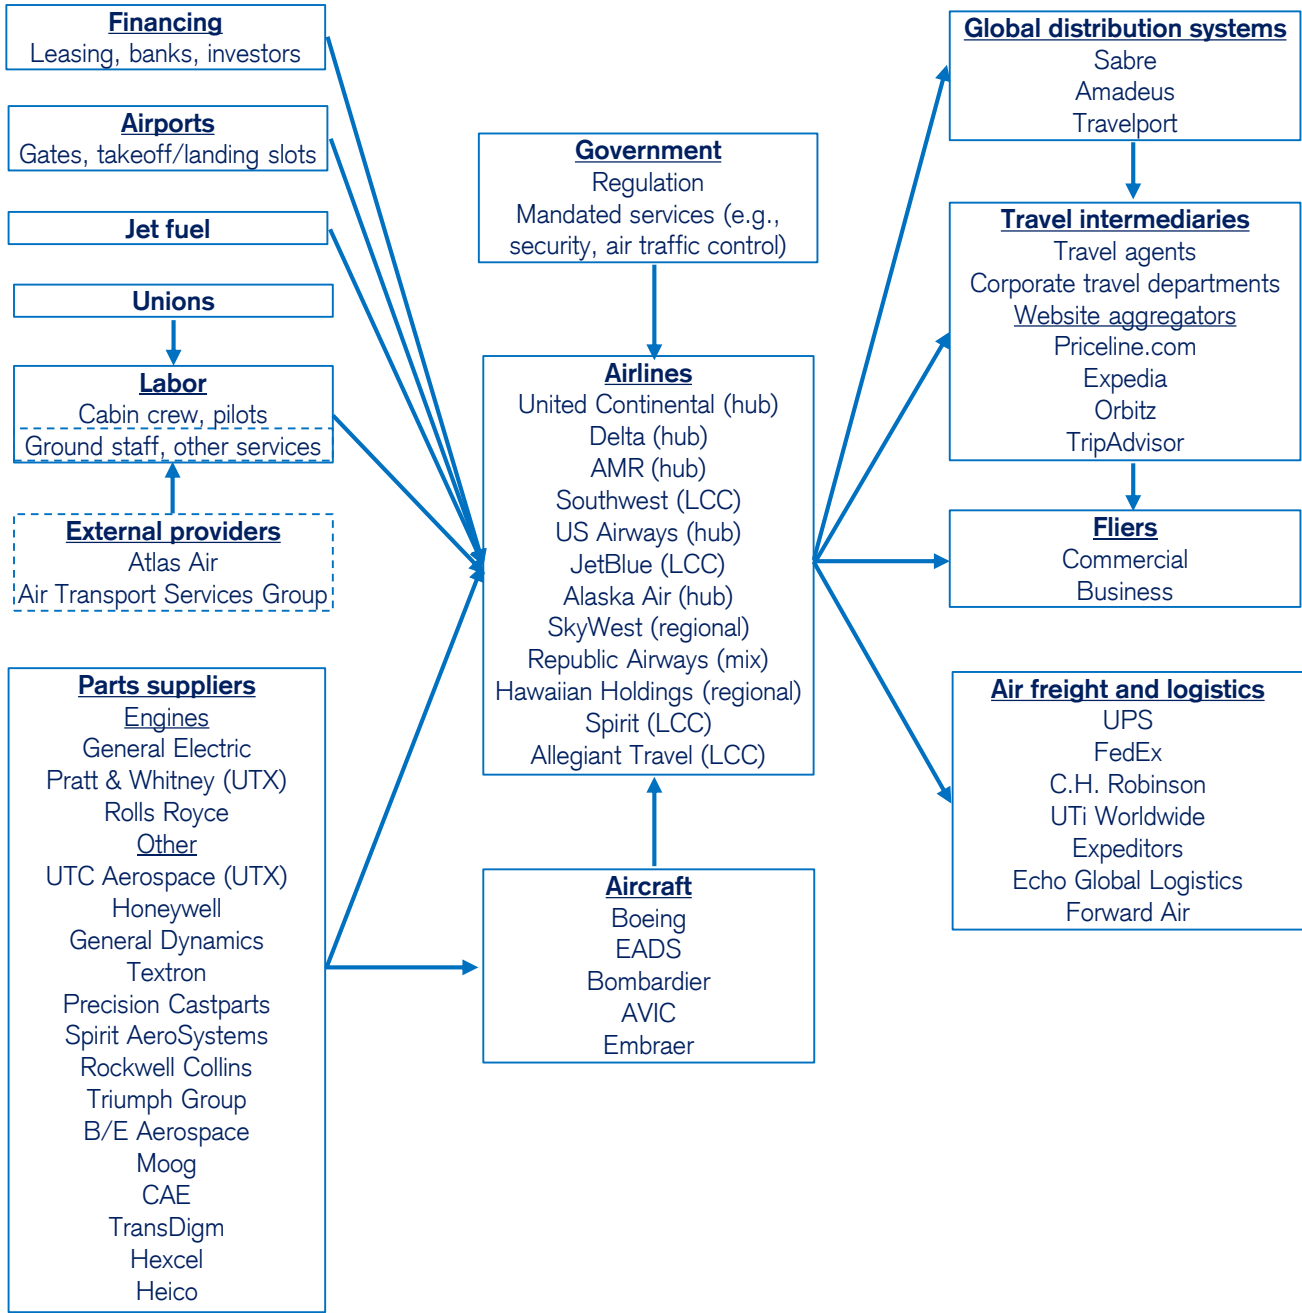 Financing
Leasing, banks, investors
Airports
Gates, takeoff/landing slots
Jet fuel
Unions
Labor
Cabin crew, pilots
Ground staff, other services
External providers
Atlas Air
Air Transport Services Group
Parts suppliers
Engines
General Electric
Pratt & Whitney (UTX)
Rolls Royce
Other
UTC Aerospace (UTX)
Honeywell
General Dynamics
Textron
Precision Castparts
Spirit AeroSystems
Rockwell Collins
Triumph Group
B/E Aerospace
Moog
CAE
TransDigm
Hexcel
Heico
Government
Regulation
Mandated services (e.g.,
security, air traffic control)
Airlines
United Continental (hub)
Delta (hub)
AMR (hub)
Southwest (LCC)
US Airways (hub)
JetBlue (LCC)
Alaska Air (hub)
SkyWest (regional)
Republic Airways (mix)
Hawaiian Holdings (regional)
Spirit (LCC)
Allegiant Travel (LCC)
Aircraft
Boeing
EADS
Bombardier
AVIC
Embraer
Global distribution systems
Sabre
Amadeus
Travelport
Travel intermediaries
Travel agents
Corporate travel departments
Website aggregators
Priceline.com
Expedia
Orbitz
TripAdvisor
Fliers
Commercial
Business
Air freight and logistics
UPS
FedEx
C.H. Robinson
UTi Worldwide
Expeditors
Echo Global Logistics
Forward Air